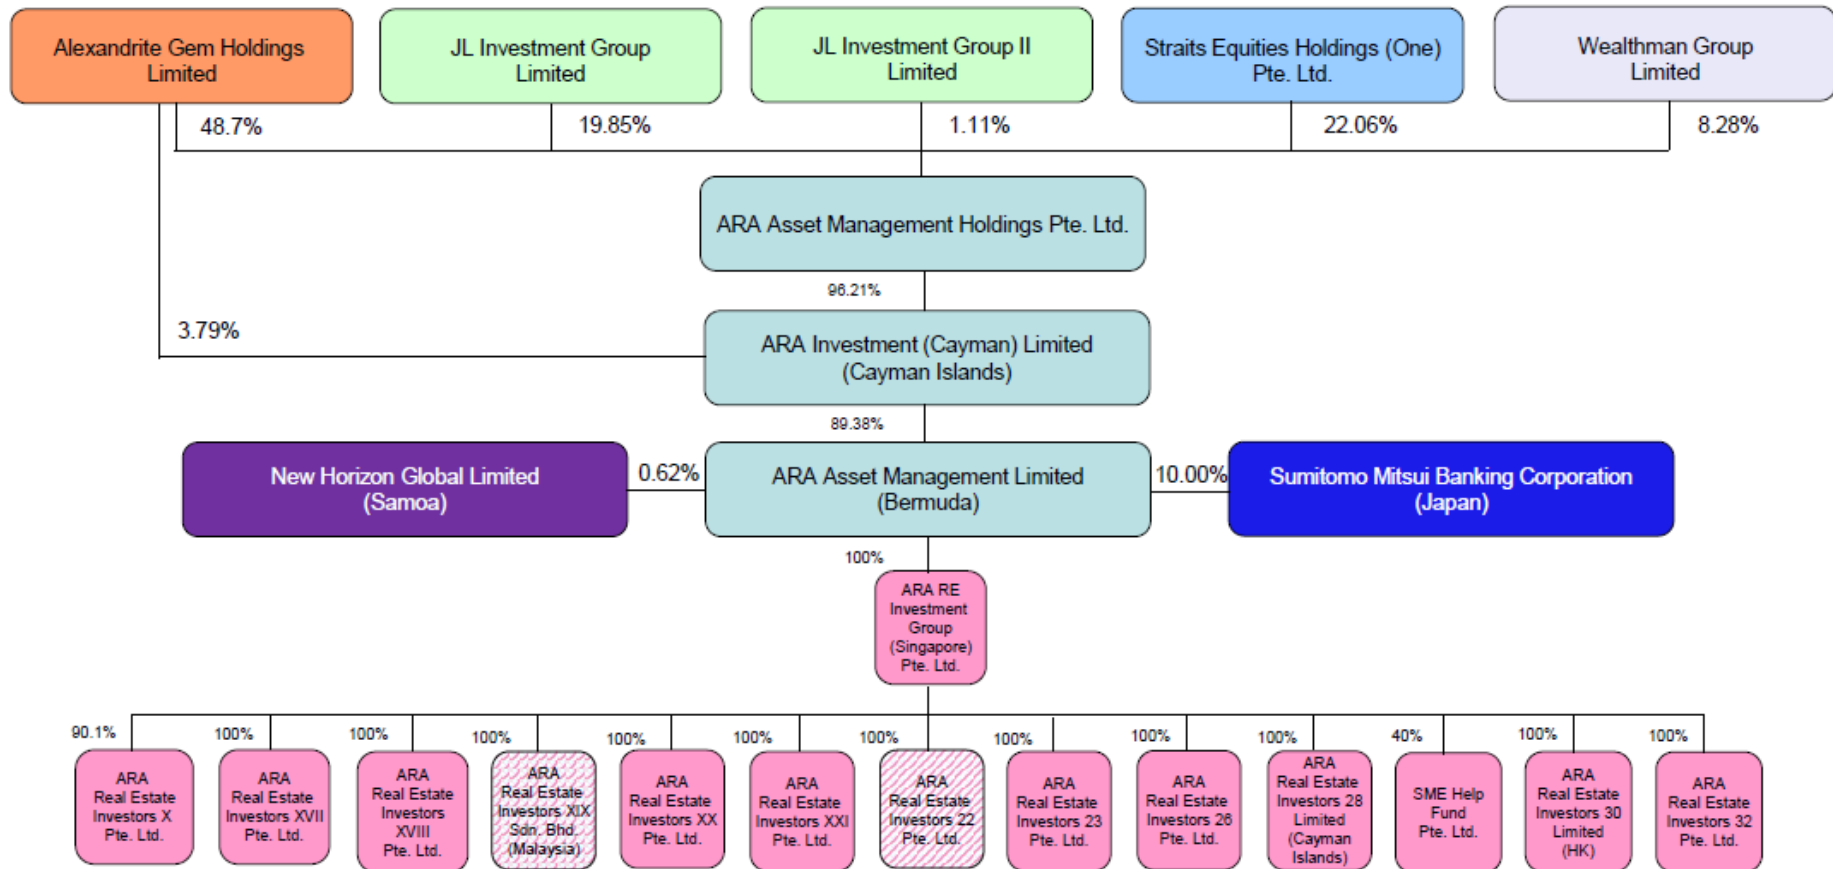 Alexandrite Gem Holdings
Limited
JL Investment Group
Limited
JL Investment Group II
Limited
Straits Equities Holdings (One)
Pte. Ltd.
Wealthman Group
Limited
48.7%
19.85%
1.11%
22.06%
8.28%
ARA Asset Management Holdings Pte. Ltd.
96.21%
3.79%
ARA Investment (Cayman) Limited
(Cayman Islands)
89.38%
New Horizon Global Limited
(Samoa)
0.62%
ARA Asset Management Limited
(Bermuda)
10.00%
Sumitomo Mitsui Banking Corporation
(Japan)
100%
ARA RE
Investment
Group
(Singapore)
Pte. Ltd.
90.1%
ARA
Real Estate
Investors X
Pte. Ltd.
100%
ARA
Real Estate
Investors XVII
Pte. Ltd.
100%
ARA
Real Estate
Investors
XVIII
Pte. Ltd.
100%
ARA
Real Estate
Investors XIX
Sdn. Bhd.
(Malaysia)
100%
ARA
Real Estate
Investors XX
Pte. Ltd.
100%
ARA
Real Estate
Investors XXI
Pte. Ltd.
100%
ARA
Real Estate
Investors 22
Pte. Ltd.
100%
ARA
Real Estate
Investors 23
Pte. Ltd.
100%
ARA
Real Estate
Investors 26
Pte. Ltd.
100%
ARA
Real Estate
Investors 28
Limited
(Cayman
Islands)
40%
SME Help
Fund
Pte. Ltd.
100%
ARA
Real Estate
Investors 30
Limited
(HK)
100%
ARA
Real Estate
Investors 32
Pte. Ltd.